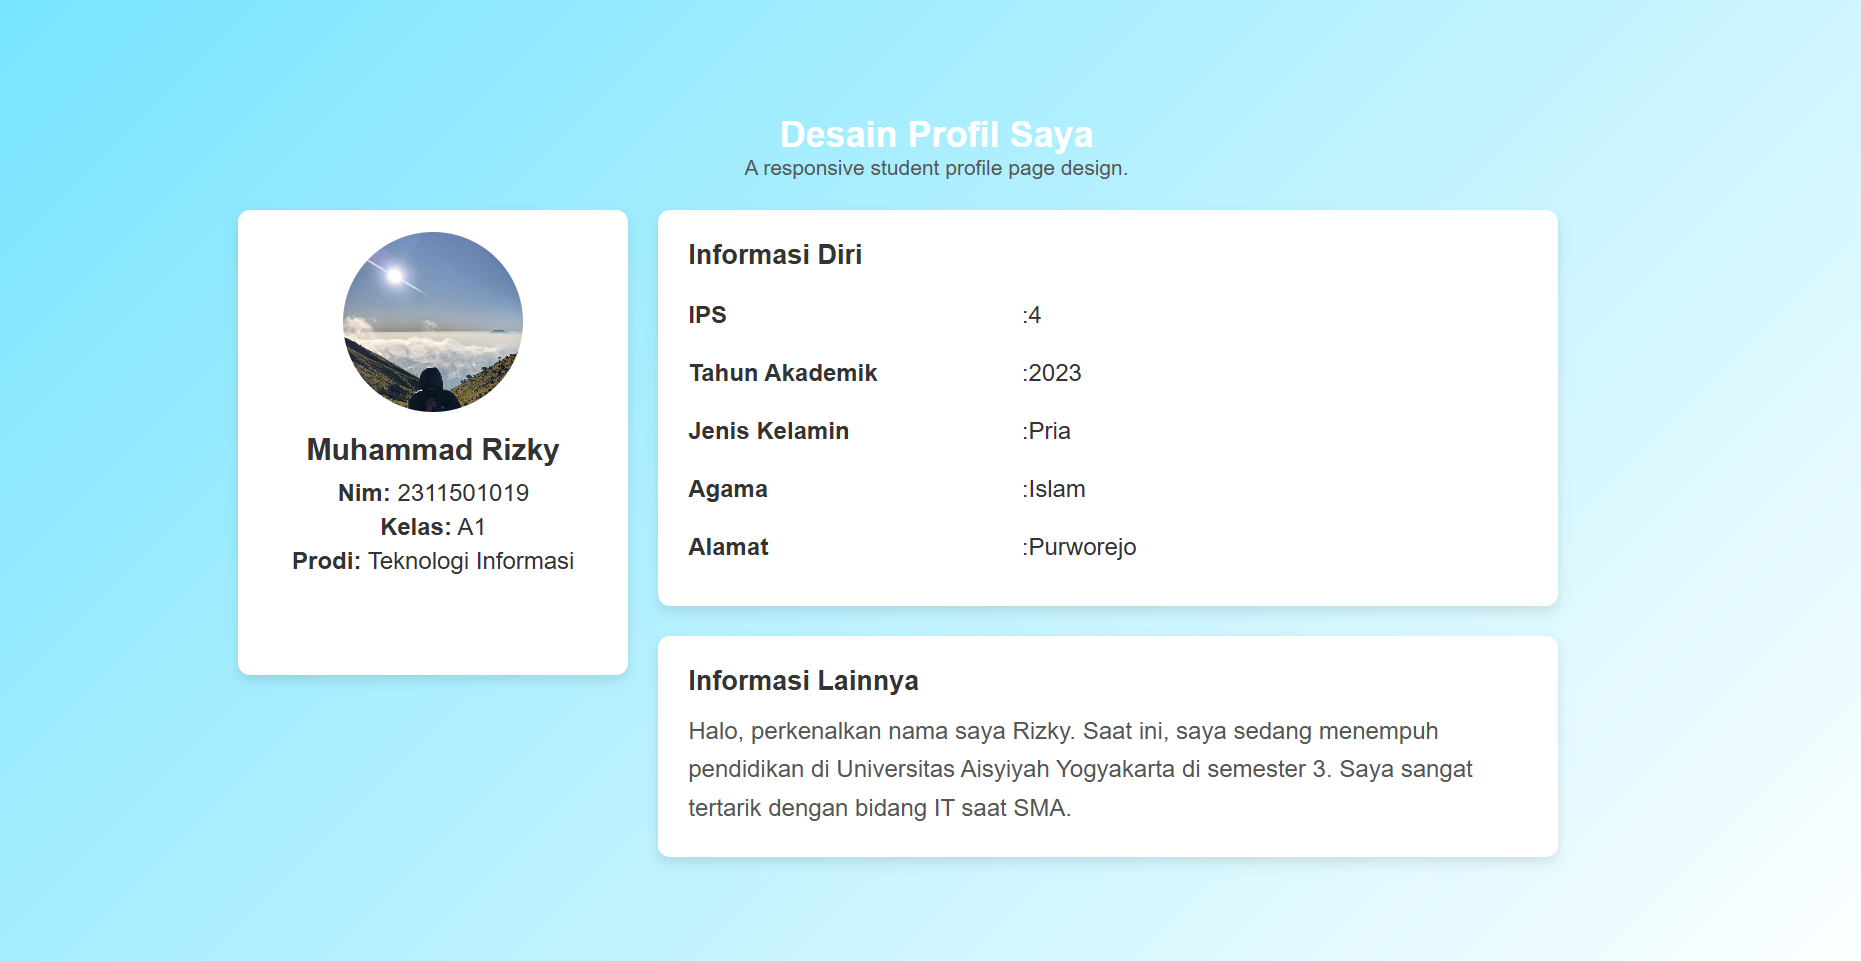 Desain Profil Saya
A responsive student profile page design.
Muhammad Rizky
Nim: 2311501019
Kelas: A1
Prodi: Teknologi Informasi
Informasi Diri
IPS :4
Tahun Akademik :2023
Jenis Kelamin :Pria
Agama :Islam
Alamat :Purworejo
Informasi Lainnya
Halo, perkenalkan nama saya Rizky. Saat ini, saya sedang menempuh
pendidikan di Universitas Aisyiyah Yogyakarta di semester 3. Saya sangat
tertarik dengan bidang IT saat SMA.